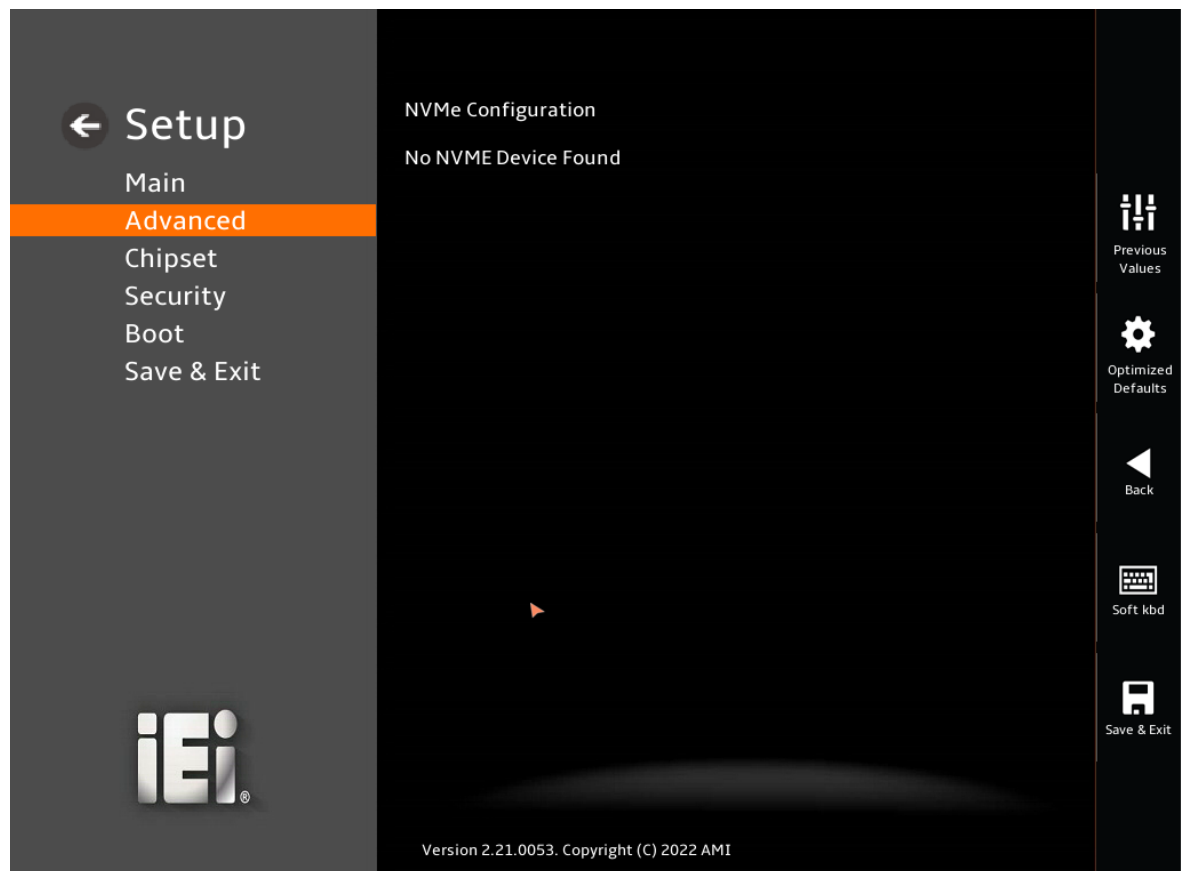 Setup
Main
Advanced
Chipset
Security
Boot
Save & Exit
iEi®
NVMe Configuration
No NVME Device Found
Version 2.21.0053. Copyright (C) 2022 AMI
Previous
Values
Optimized
Defaults
Back
Soft kbd
Save & Exit